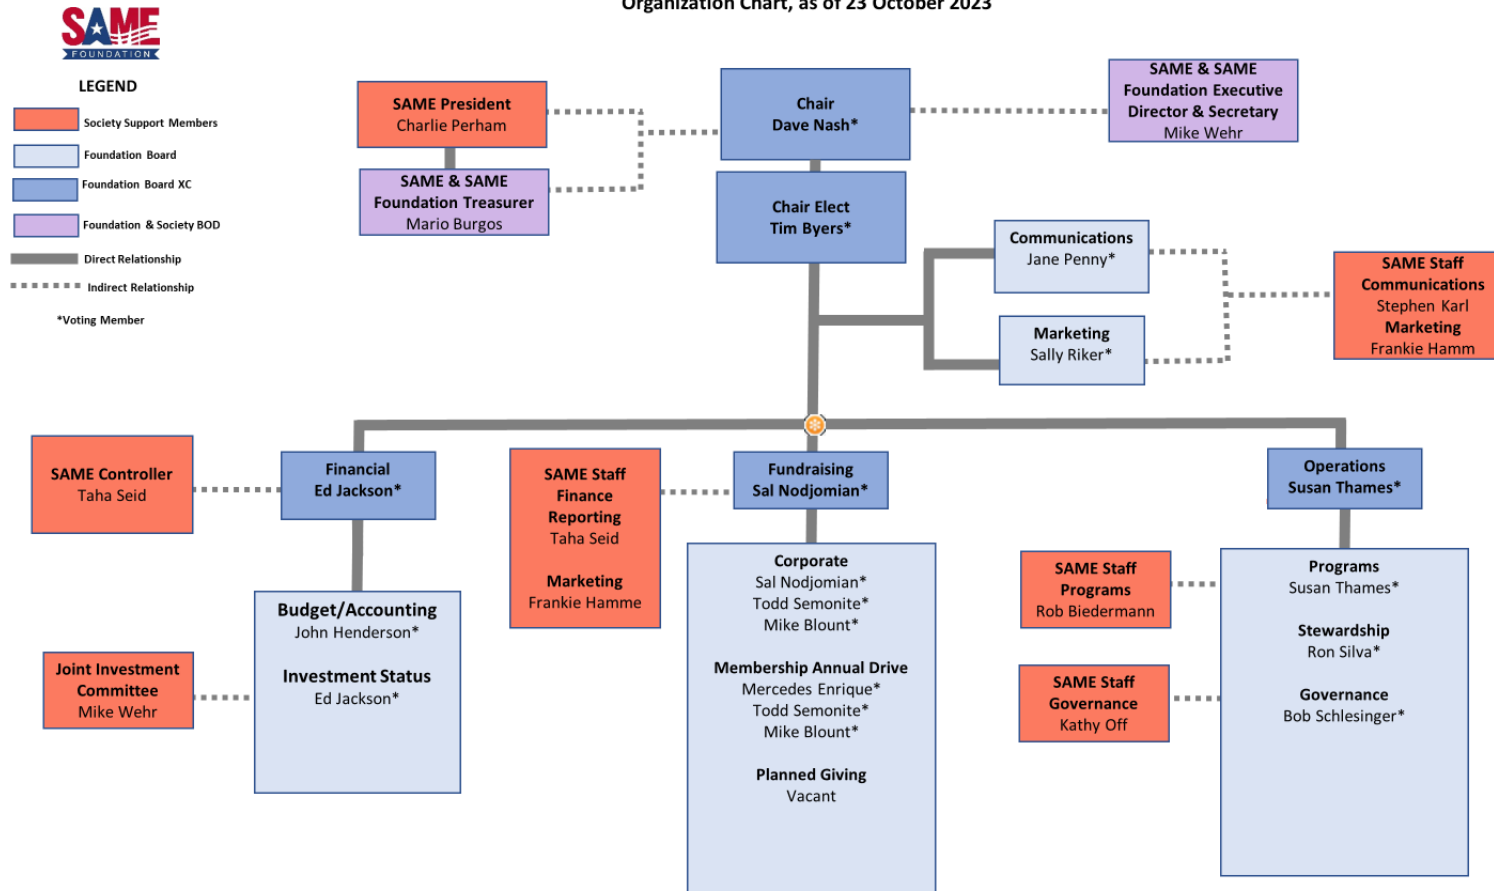 Organization Chart, as of 23 October 2023
SAME
FOUNDATION
LEGEND
Society Support Members
Foundation Board
Foundation Board XC
Foundation & Society BOD
Direct Relationship
Indirect Relationship
*Voting Member
SAME President
Charlie Perham
SAME & SAME
Foundation Treasurer
Mario Burgos
Chair
Dave Nash*
Chair Elect
Tim Byers*
SAME & SAME
Foundation Executive
Director & Secretary
Mike Wehr
Communications
Jane Penny*
Marketing
Sally Riker*
SAME Staff
Communications
Stephen Karl
Marketing
Frankie Hamm
SAME Controller
Taha Seid
Financial
Ed Jackson*
Budget/Accounting
John Henderson*
Investment Status
Ed Jackson*
Joint Investment
Committee
Mike Wehr
SAME Staff
Finance
Reporting
Taha Seid
Marketing
Frankie Hamme
Fundraising
Sal Nodjomian*
Corporate
Sal Nodjomian*
Todd Semonite*
Mike Blount*
Membership Annual Drive
Mercedes Enrique*
Todd Semonite*
Mike Blount*
Planned Giving
Vacant
Operations
Susan Thames*
SAME Staff
Programs
Rob Biedermann
SAME Staff
Governance
Kathy Off
Programs
Susan Thames*
Stewardship
Ron Silva*
Governance
Bob Schlesinger*